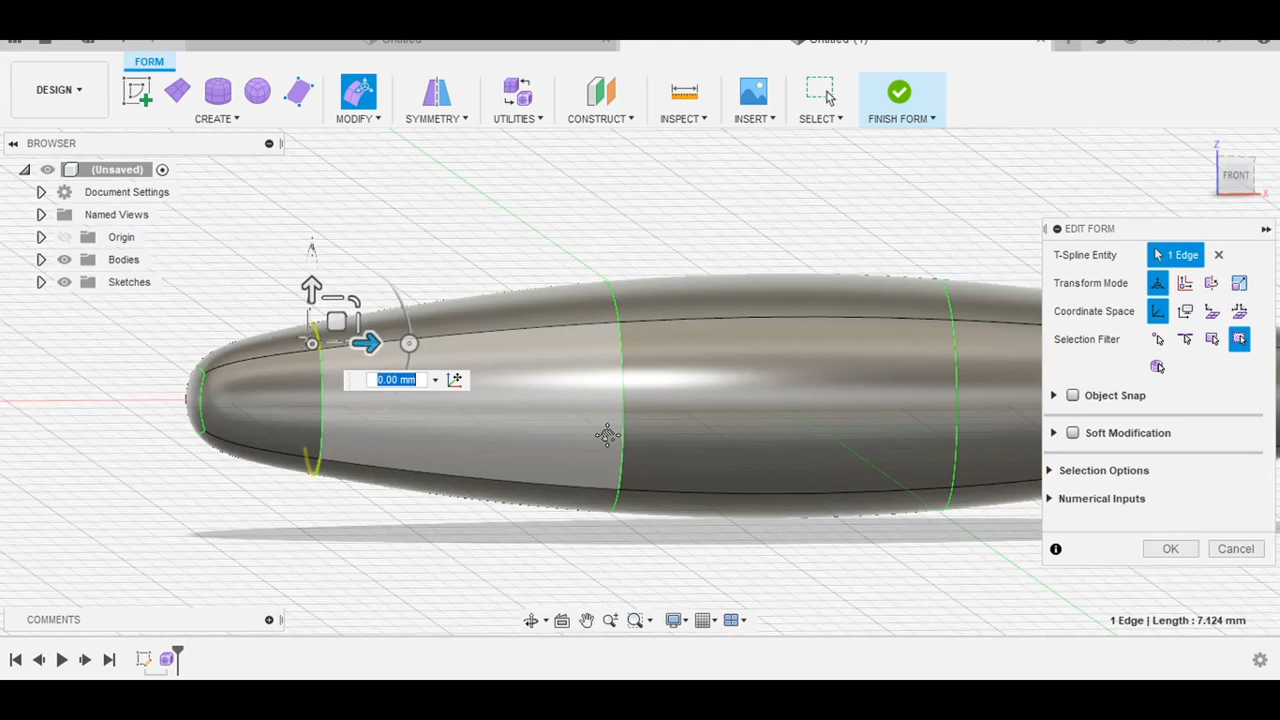 FORM
DESIGN
CREATE MODIFY SYMMETRY UTILITIES CONSTRUCT INSPECT INSERT SELECT FINISH FORM
BROWSER
(Unsaved)
Document Settings
Named Views
Origin
Bodies
Sketches
Z
FRONT
X
EDIT FORM
T-Spline Entity 1 Edge
Transform Mode
Coordinate Space
Selection Filter
Object Snap
Soft Modification
Selection Options
Numerical Inputs
OK Cancel
0.00 mm
COMMENTS
1 Edge | Length : 7.124 mm